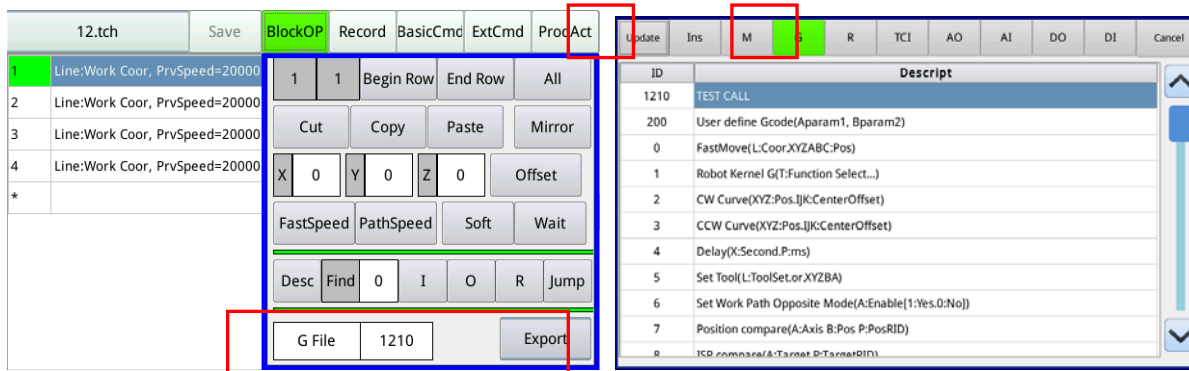 12.tch Save BlockOP Record BasicCmd ExtCmd ProcAct
1 Line:Work Coor, PrvSpeed=20000
2 Line:Work Coor, PrvSpeed=20000
3 Line:Work Coor, PrvSpeed=20000
4 Line:Work Coor, PrvSpeed=20000
*
1 1 Begin Row End Row All
Cut Copy Paste Mirror
X 0 Y 0 Z 0 Offset
FastSpeed PathSpeed Soft Wait
Desc Find 0 I O R Jump
G File 1210 Export
Update Ins M G R TCI AO AI DO DI Cancel
ID Descript
1210 TEST CALL
200 User define Gcode(Aparam1, Bparam2)
0 FastMove(L:Coor.XYZABC:Pos)
1 Robot Kernel G(T:Function Select...)
2 CW Curve(XYZ:Pos.IJK:CenterOffset)
3 CCW Curve(XYZ:Pos.IJK:CenterOffset)
4 Delay(X:Second.P:ms)
5 Set Tool(L:ToolSet.or.XYZBA)
6 Set Work Path Opposite Mode(A:Enable[1:Yes.0:No])
7 Position compare(A:Axis B:Pos P:PosRID)
8 ISR compare(A:Target P:TargetRID)